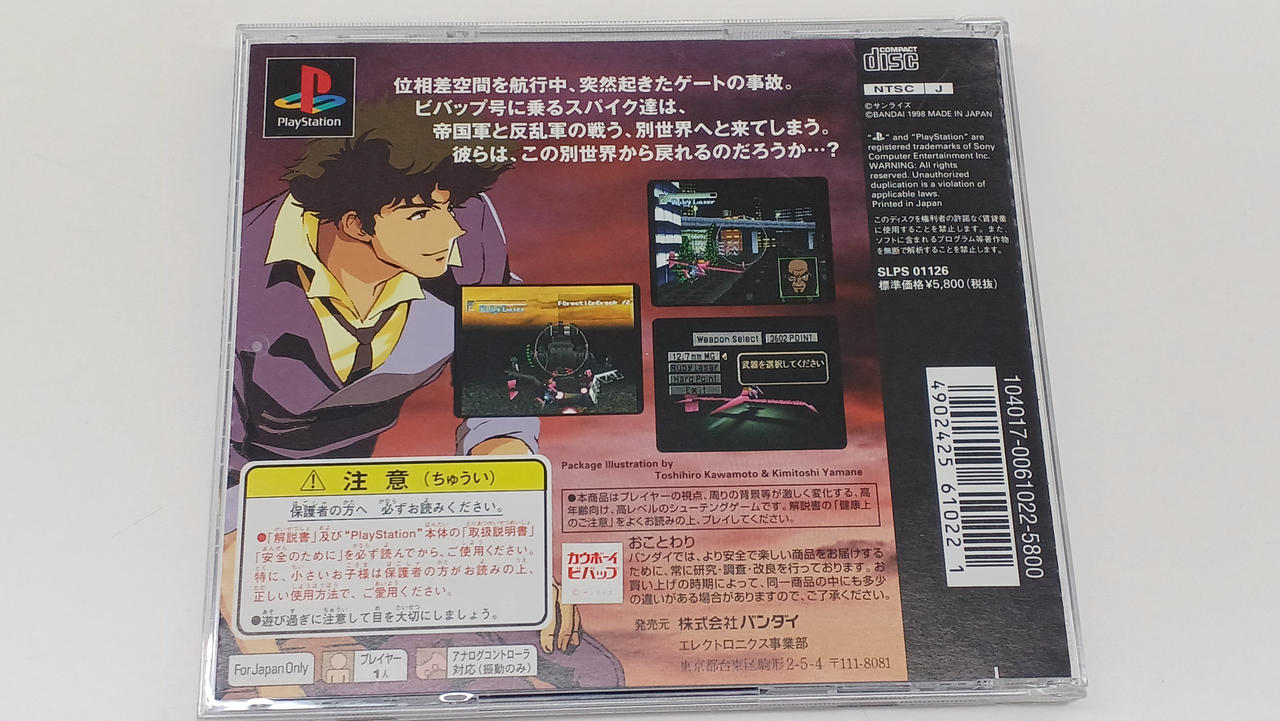 PlayStation
位相差空間を航行中、突然起きたゲートの事故。
ビバップ号に乗るスパイク達は、
帝国軍と反乱軍の戦う、別世界へと来てしまう。
彼らは、この別世界から戻れるのだろうか…?
COMPACT
disc
NTSC J
©サンライズ
©BANDAI 1998 MADE IN JAPAN
" " and "PlayStation" are
registered trademarks of Sony
Computer Entertainment Inc.
WARNING: All rights
reserved. Unauthorized
duplication is a violation of
applicable laws.
Printed in Japan
このディスクを権利者の許諾なく賃貸業
に使用することを禁止します。また、
ソフトに含まれるプログラム等著作物
を無断で解析することを禁止します。
SLPS 01126
標準価格¥5,800(税抜)
Ruby Laser
Ruby Laser
Weapon Select 3602 POINT
12.7mm MG
Ruby Laser
Hard Point
Exit
武器を選択してください
Package Illustration by
Toshihiro Kawamoto & Kimitoshi Yamane
●本商品はプレイヤーの視点、周りの背景等が激しく変化する、高
年齢向け、高レベルのシューティングゲームです。解説書の「健康上
のご注意」をよくお読みの上、プレイしてください。
注意(ちゅうい)
保護者の方へ 必ずお読みください。
●「解説書」及び"PlayStation"本体の「取扱説明書」
「安全のために」を必ず読んでから、ご使用ください。
特に、小さいお子様は保護者の方がお読みの上、
正しい使用方法で、ご愛用ください。
●遊び過ぎに注意して目を大切にしましょう。
カウボーイ
ビバップ
©サンライズ
おことわり
バンダイでは、より安全で楽しい商品をお届けする
ために、常に研究・調査・改良を行っております。お
買い上げの時期によって、同一商品の中にも多少
の違いがある場合がありますので、ご了承ください。
発売元 株式会社バンダイ
エレクトロニクス事業部
東京都台東区駒形2-5-4 〒111-8081
For Japan Only
プレイヤー
1人
アナログコントローラ
対応(振動のみ)
4902425 61022 1
104017-0061022-5800